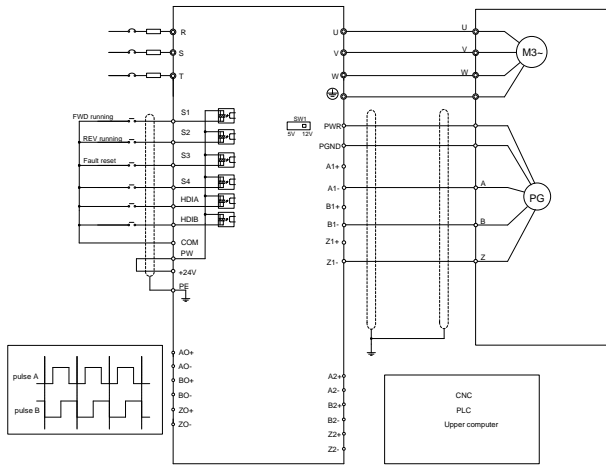 R
S
T
FWD running
REV running
Fault reset
S1
S2
S3
S4
HDIA
HDIB
COM
PW
+24V
PE
SW1
5V 12V
U
V
W
PWR
PGND
A1+
A1-
B1+
B1-
Z1+
Z1-
U
V
W
M3~
A
B
Z
PG
pulse A
pulse B
AO+
AO-
BO+
BO-
ZO+
ZO-
A2+
A2-
B2+
B2-
Z2+
Z2-
CNC
PLC
Upper computer